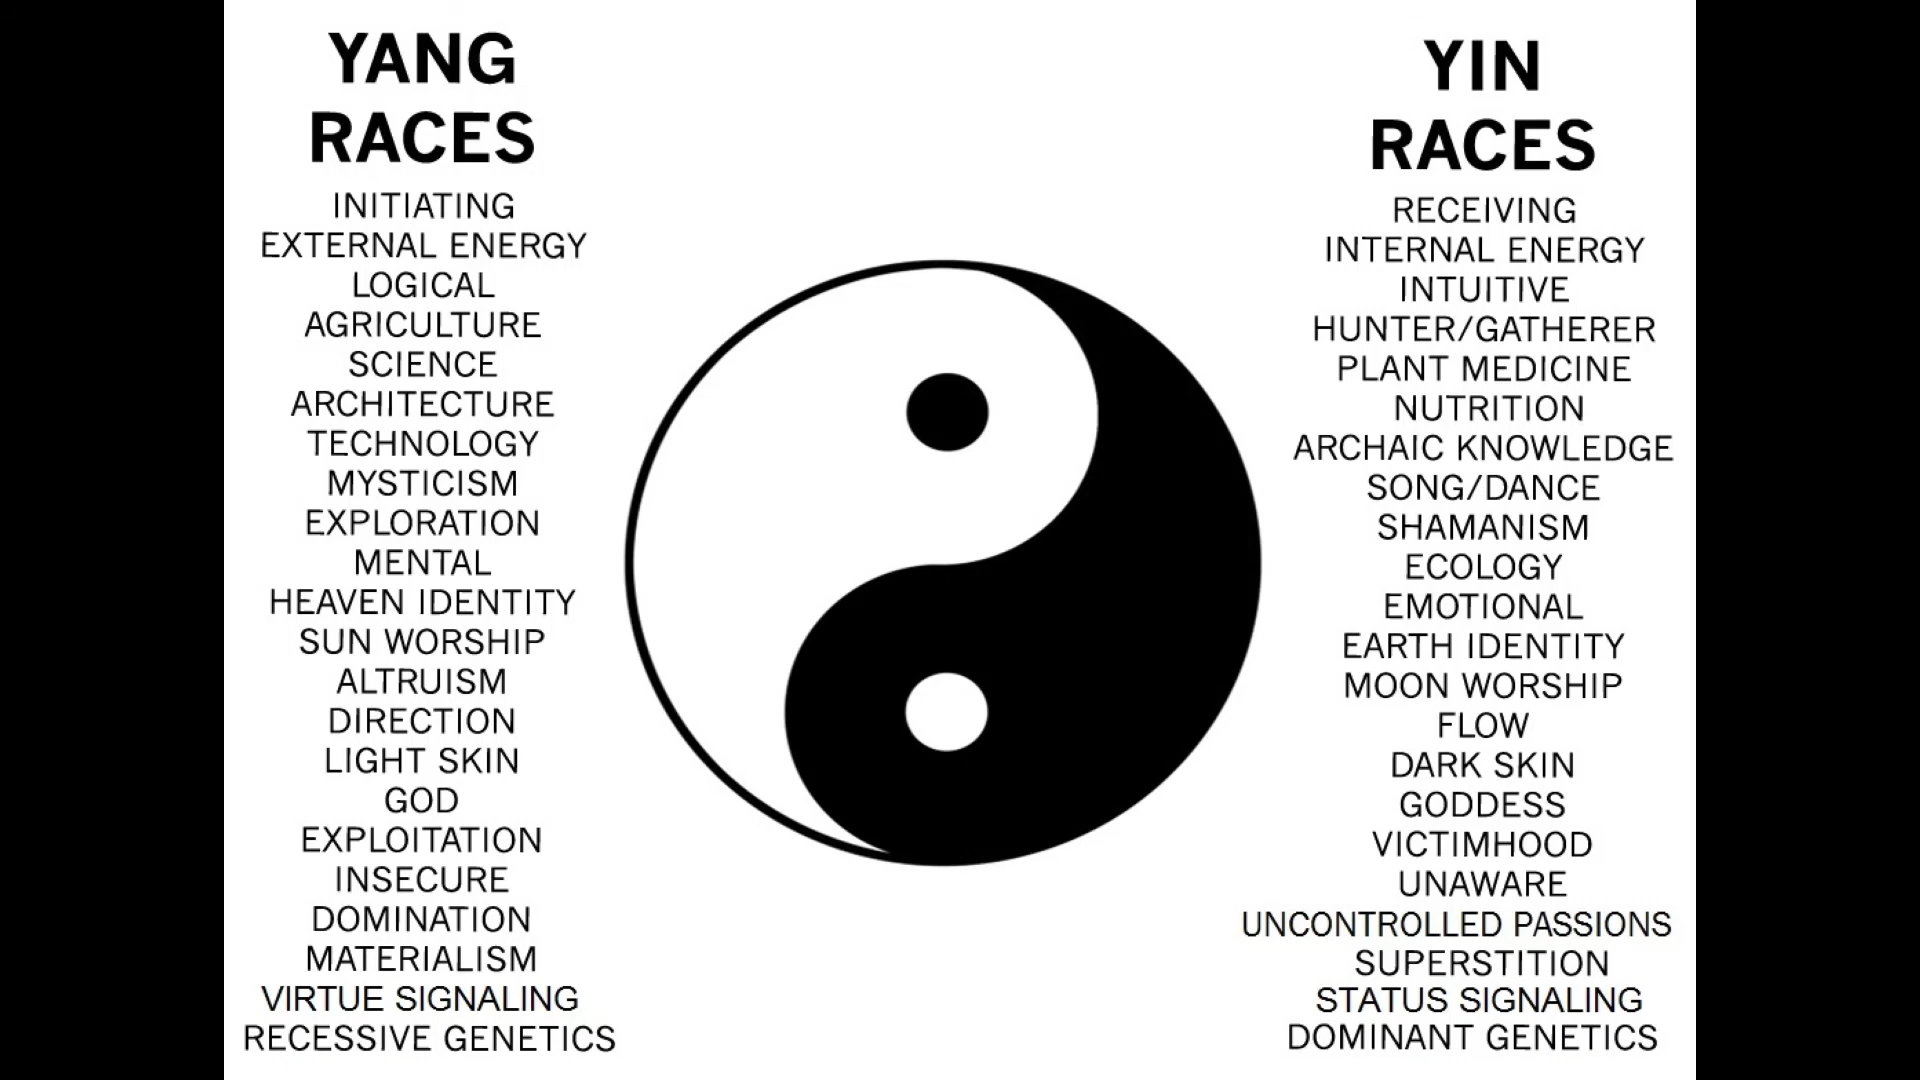 YANG
RACES
INITIATING
EXTERNAL ENERGY
LOGICAL
AGRICULTURE
SCIENCE
ARCHITECTURE
TECHNOLOGY
MYSTICISM
EXPLORATION
MENTAL
HEAVEN IDENTITY
SUN WORSHIP
ALTRUISM
DIRECTION
LIGHT SKIN
GOD
EXPLOITATION
INSECURE
DOMINATION
MATERIALISM
VIRTUE SIGNALING
RECESSIVE GENETICS
YIN
RACES
RECEIVING
INTERNAL ENERGY
INTUITIVE
HUNTER/GATHERER
PLANT MEDICINE
NUTRITION
ARCHAIC KNOWLEDGE
SONG/DANCE
SHAMANISM
ECOLOGY
EMOTIONAL
EARTH IDENTITY
MOON WORSHIP
FLOW
DARK SKIN
GODDESS
VICTIMHOOD
UNAWARE
UNCONTROLLED PASSIONS
SUPERSTITION
STATUS SIGNALING
DOMINANT GENETICS